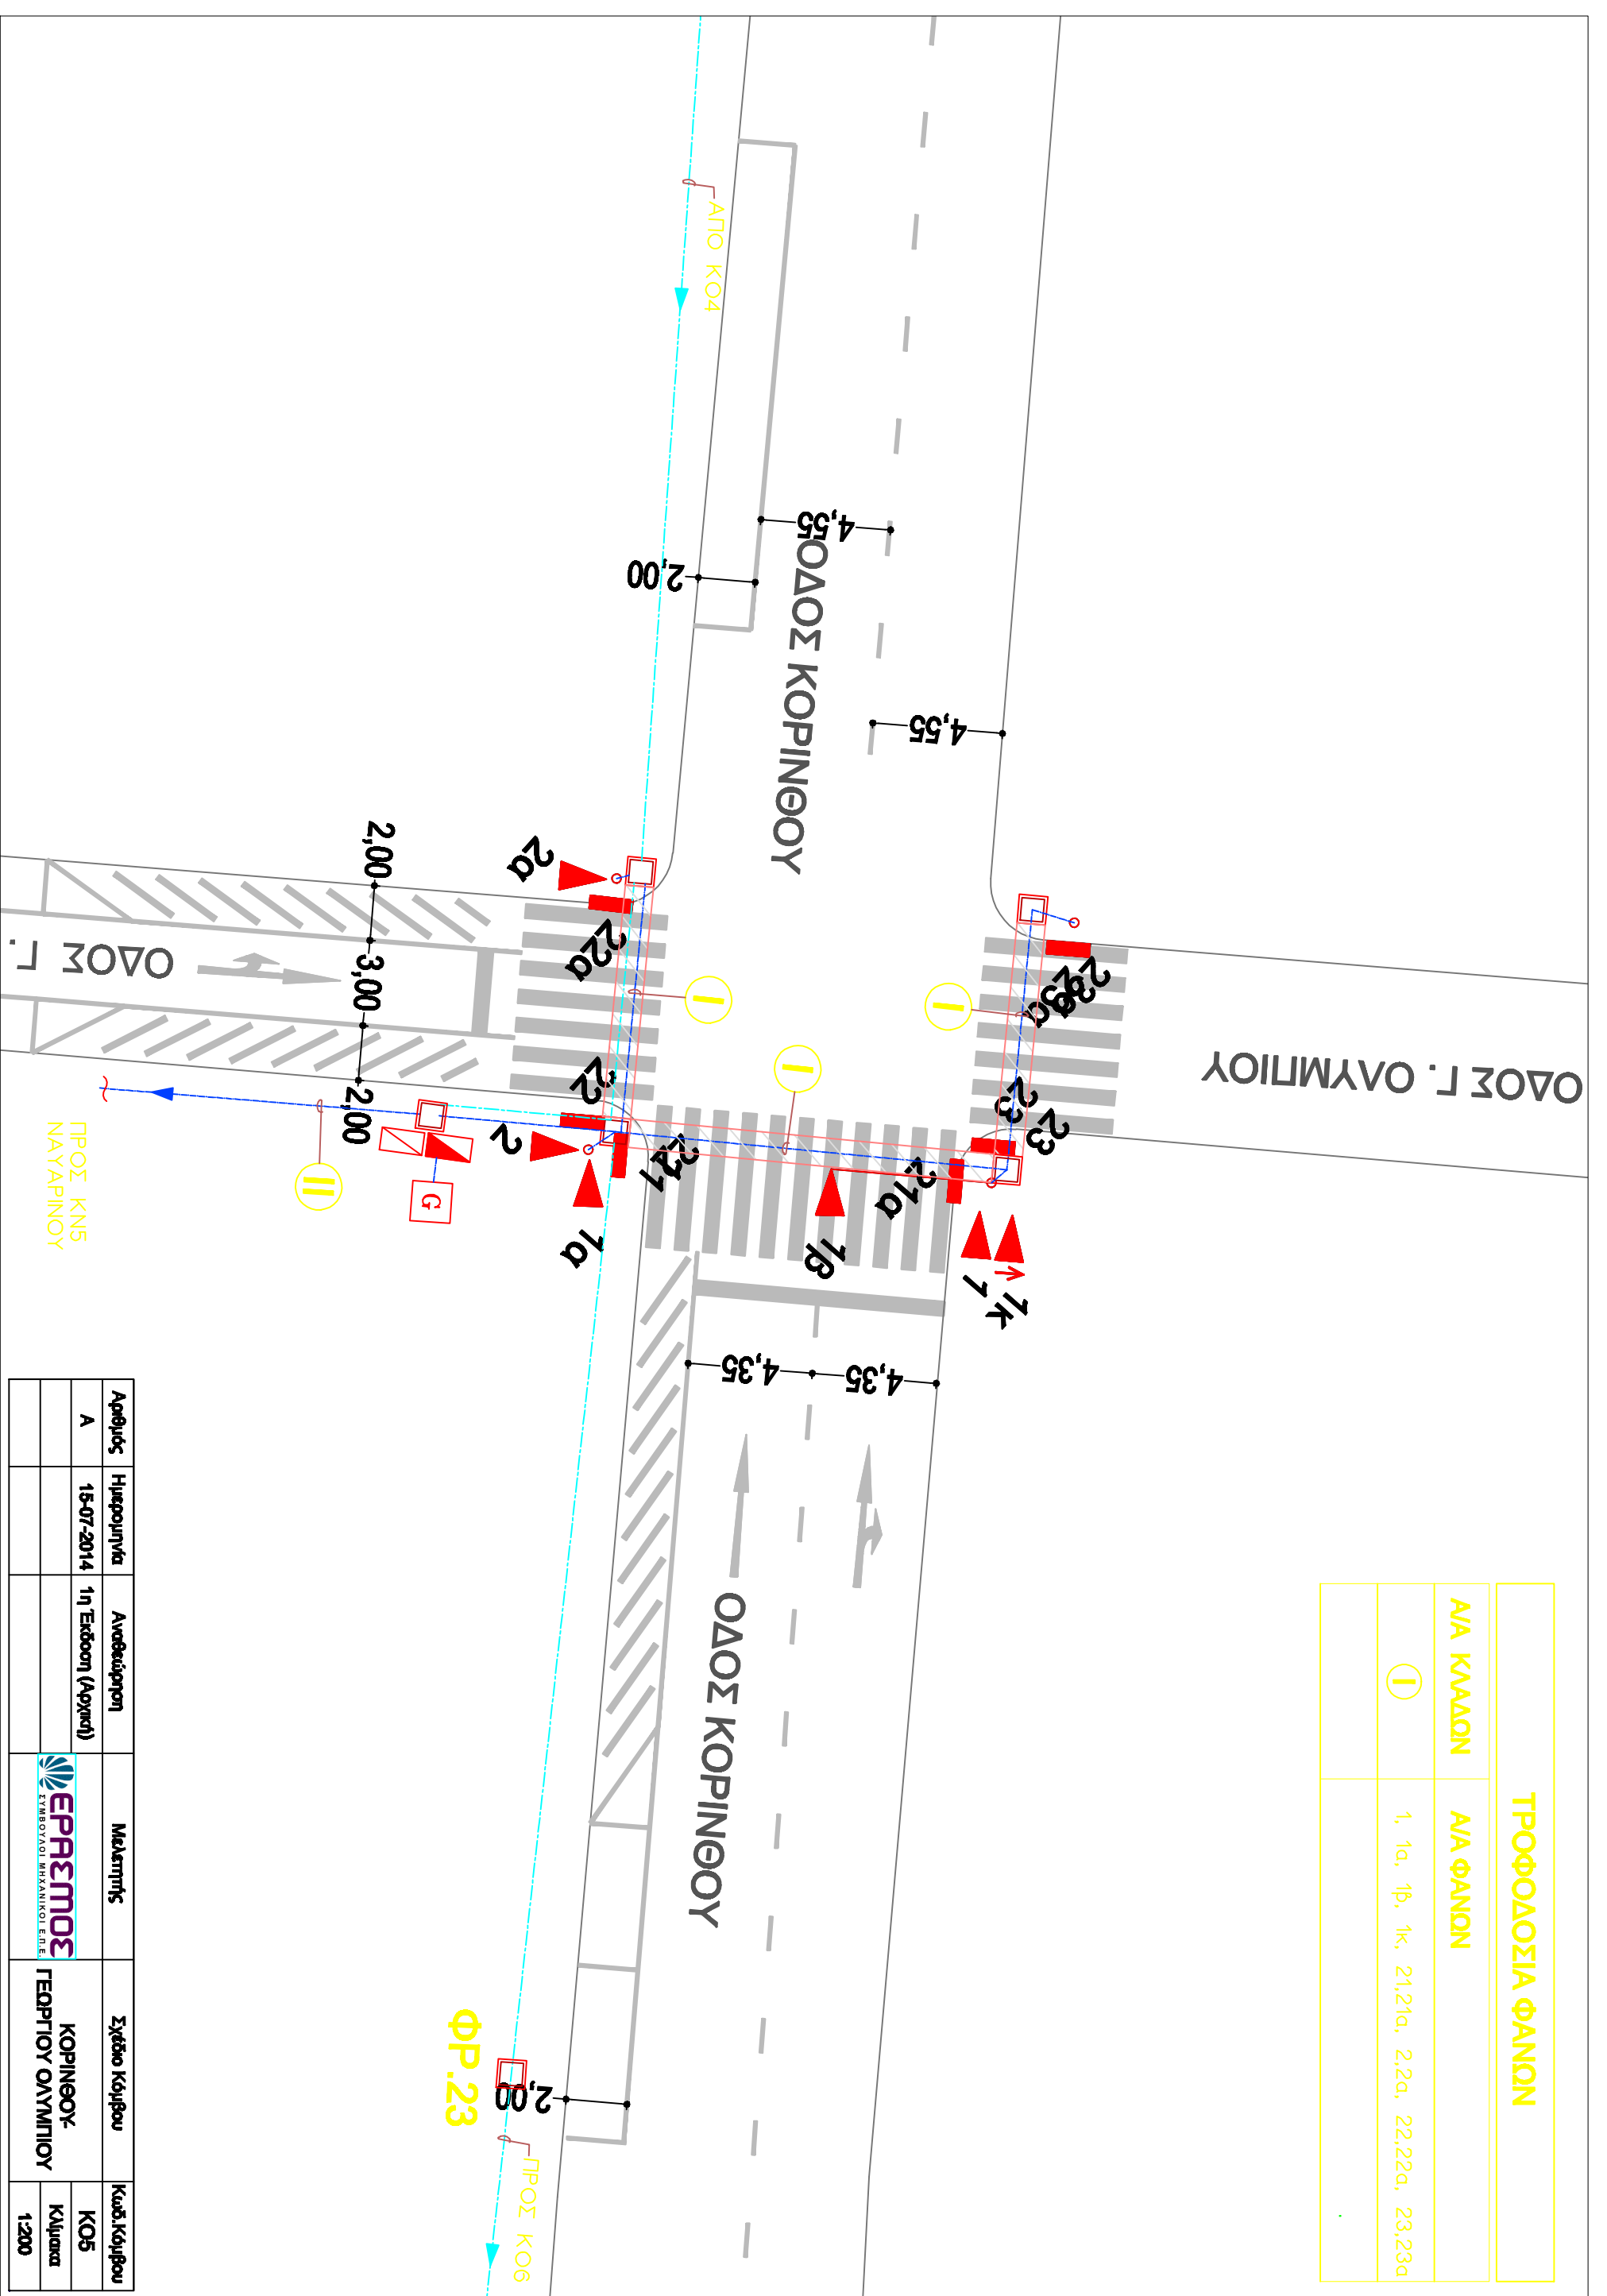 ΤΡΟΦΟΔΟΣΙΑ ΦΑΝΩΝ
Α/Α ΚΛΑΔΩΝ
Α/Α ΦΑΝΩΝ
I
1, 1α, 1β, 1κ, 21,21α, 2,2α, 22,22α, 23,23α
ΑΠΟ ΚΟ4
4,55
2,00
ΟΔΟΣ ΚΟΡΙΝΘΟΥ
4,55
2α
22α
I
I
I
23α
23
23
ΟΔΟΣ Γ. ΟΛΥΜΠΙΟΥ
2,00
3,00
2,00
ΟΔΟΣ Γ.
22
2
21
21α
1α
1β
1
1κ
II
G
ΠΡΟΣ ΚΝ5
ΝΑΥΑΡΙΝΟΥ
4,35
4,35
ΟΔΟΣ ΚΟΡΙΝΘΟΥ
ΦΡ.23
2,00
ΠΡΟΣ ΚΟ6
Αριθμός
Ημερομηνία
Αναθεώρηση
Μελετητής
Σχέδιο Κόμβου
Κωδ.Κόμβου
Α
15-07-2014
1η Έκδοση (Αρχική)
ΕΡΑΣΜΟΣ
ΣΥΜΒΟΥΛΟΙ ΜΗΧΑΝΙΚΟΙ Ε.Π.Ε.
ΚΟΡΙΝΘΟΥ-
ΓΕΩΡΓΙΟΥ ΟΛΥΜΠΙΟΥ
ΚΟ5
Κλίμακα
1:200